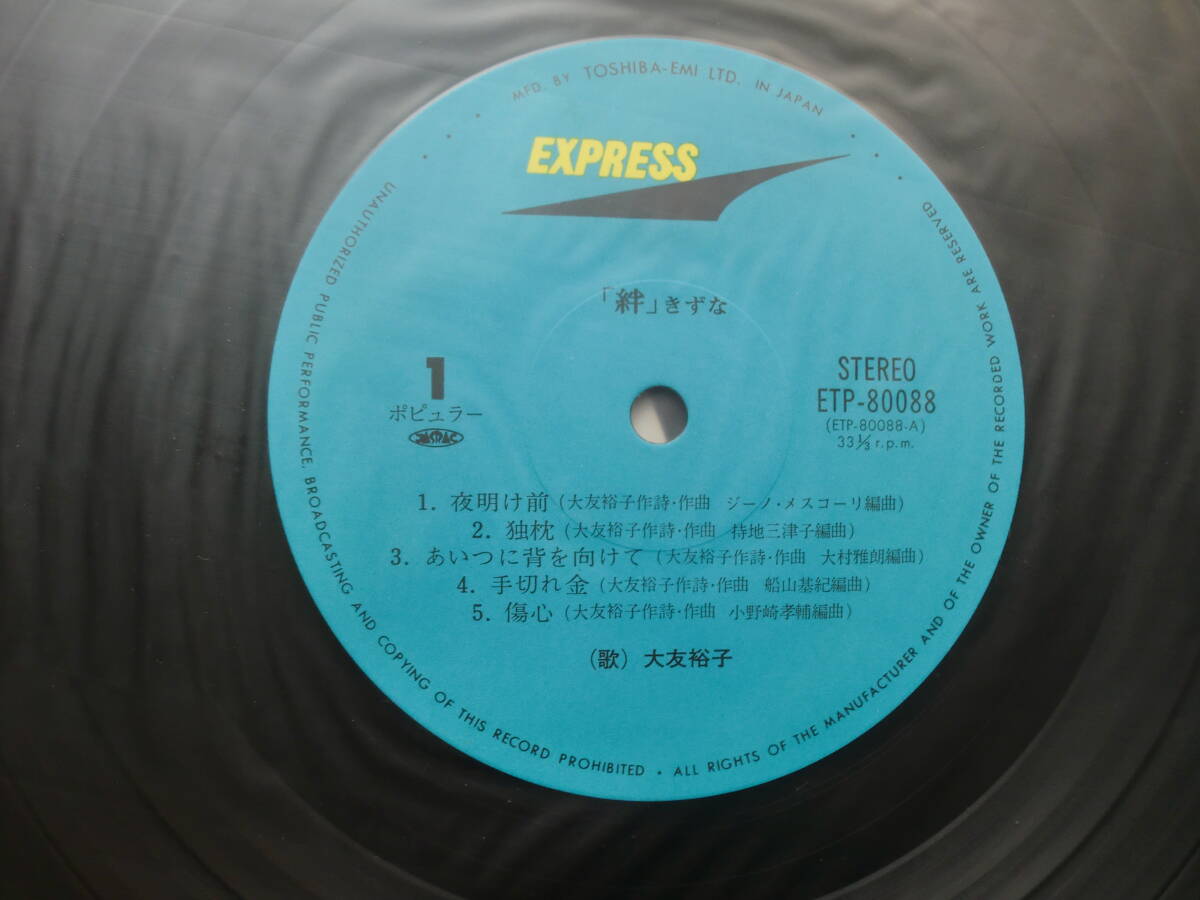 MFD. BY TOSHIBA-EMI LTD. IN JAPAN
EXPRESS
「絆」きずな
1
ポピュラー
JASRAC
STEREO
ETP-80088
(ETP-80088-A)
33⅓ r.p.m.
1. 夜明け前(大友裕子作詩・作曲 ジーノ・メスコーリ編曲)
2. 独枕(大友裕子作詩・作曲 待地三津子編曲)
3. あいつに背を向けて(大友裕子作詩・作曲 大村雅朗編曲)
4. 手切れ金(大友裕子作詩・作曲 船山基紀編曲)
5. 傷心(大友裕子作詩・作曲 小野崎孝輔編曲)
(歌) 大友裕子
UNAUTHORIZED PUBLIC PERFORMANCE, BROADCASTING AND COPYING OF THIS RECORD PROHIBITED • ALL RIGHTS OF THE MANUFACTURER AND OF THE OWNER OF THE RECORDED WORK ARE RESERVED